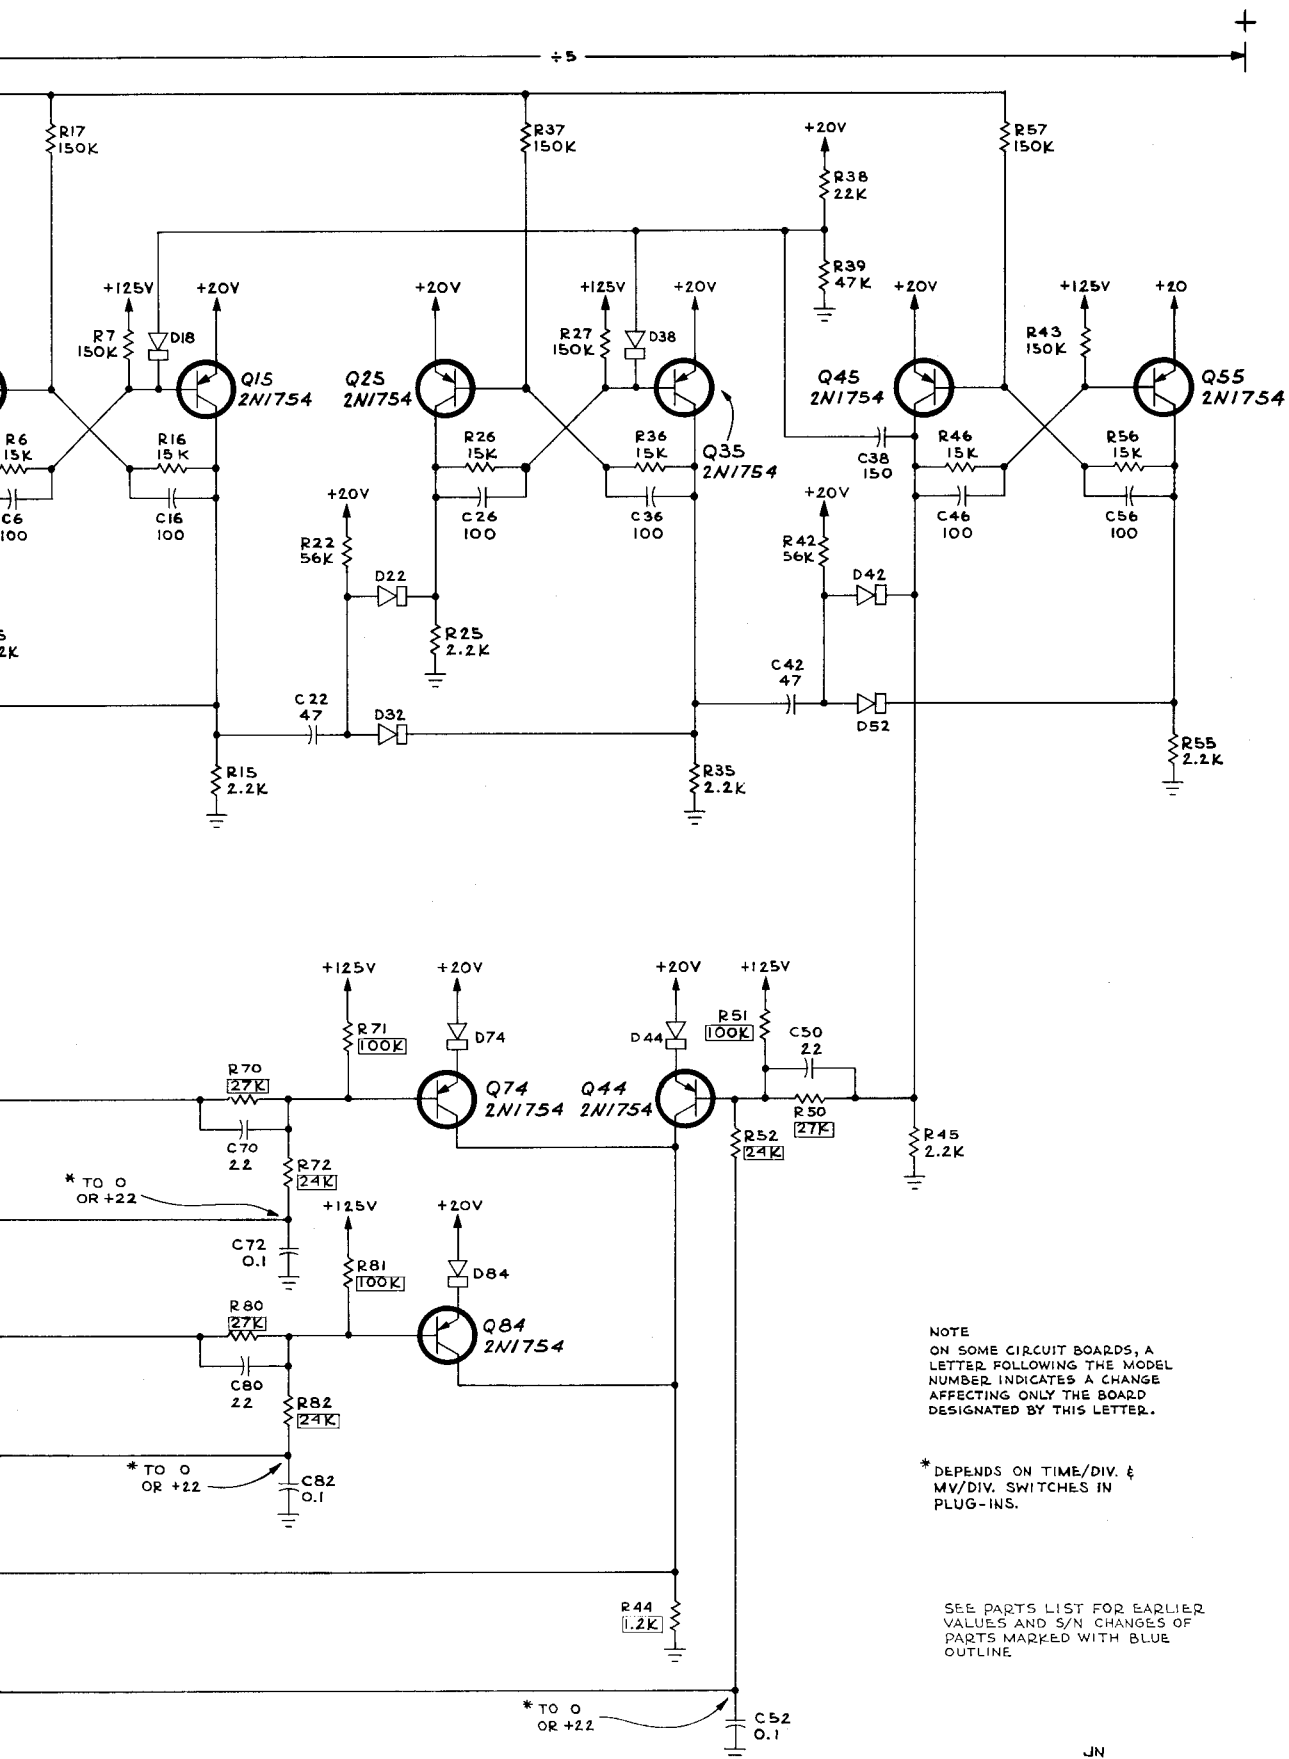 +
÷5
R17
150K
R37
150K
+20V
R57
150K
R38
22K
R39
47K
+125V
+20V
+20V
+125V
+20V
+20V
+125V
+20
R7
150K
D18
R27
150K
D38
R43
150K
Q15
2N1754
Q25
2N1754
Q45
2N1754
Q55
2N1754
Q35
2N1754
R6
15K
R16
15K
R26
15K
R36
15K
C38
150
R46
15K
R56
15K
C6
100
C16
100
+20V
C26
100
C36
100
+20V
C46
100
C56
100
R22
56K
D22
R42
56K
D42
R25
2.2K
2K
C22
47
D32
C42
47
D52
R15
2.2K
R35
2.2K
R55
2.2K
+125V
+20V
+20V
+125V
R71
100K
D74
D44
R51
100K
C50
22
R70
27K
Q74
2N1754
Q44
2N1754
R50
27K
C70
22
R72
24K
R52
24K
R45
2.2K
* TO 0
OR +22
+125V
+20V
C72
0.1
R81
100K
D84
R80
27K
Q84
2N1754
C80
22
R82
24K
* TO 0
OR +22
C82
0.1
NOTE
ON SOME CIRCUIT BOARDS, A
LETTER FOLLOWING THE MODEL
NUMBER INDICATES A CHANGE
AFFECTING ONLY THE BOARD
DESIGNATED BY THIS LETTER.
* DEPENDS ON TIME/DIV. &
MV/DIV. SWITCHES IN
PLUG-INS.
R44
1.2K
SEE PARTS LIST FOR EARLIER
VALUES AND S/N CHANGES OF
PARTS MARKED WITH BLUE
OUTLINE
* TO 0
OR +22
C52
0.1
JN